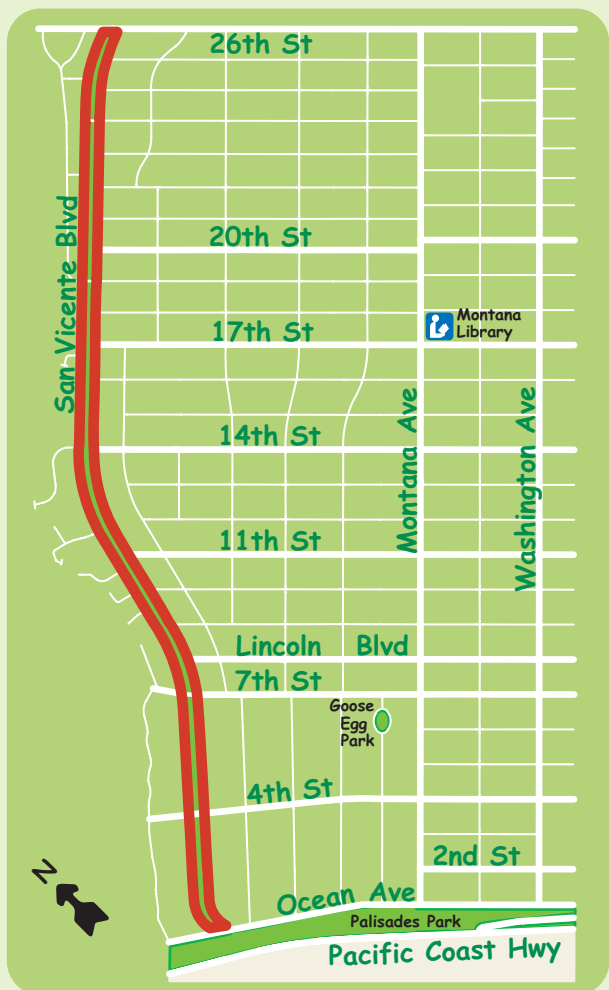 26th St
San Vicente Blvd
20th St
Montana
Library
17th St
Montana Ave
Washington Ave
14th St
11th St
Lincoln Blvd
7th St
Goose
Egg
Park
4th St
2nd St
N
Ocean Ave
Palisades Park
Pacific Coast Hwy